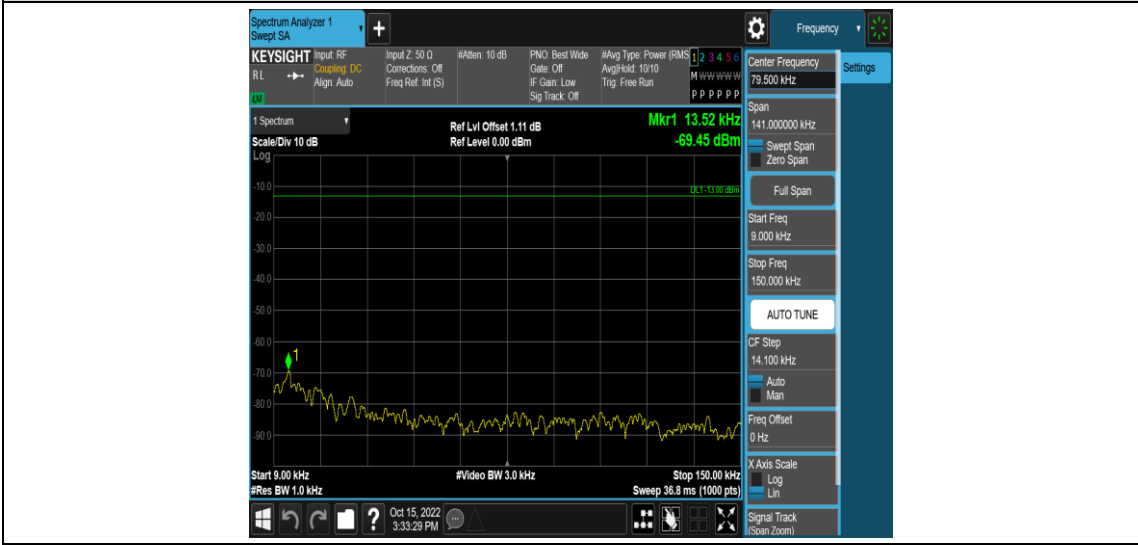 Spectrum Analyzer 1
Swept SA
Frequency
KEYSIGHT
RL
Input: RF
Coupling: DC
Align: Auto
Input Z: 50 Ω
Corrections: Off
Freq Ref: Int (S)
#Atten: 10 dB
PNO: Best Wide
Gate: Off
IF Gain: Low
Sig Track: Off
#Avg Type: Power (RMS
Avg|Hold: 10/10
Trig: Free Run
1 2 3 4 5 6
M W W W W W
P P P P P P
1 Spectrum
Scale/Div 10 dB
Log
Ref Lvl Offset 1.11 dB
Ref Level 0.00 dBm
Mkr1 13.52 kHz
-69.45 dBm
DL1 -13.00 dBm
-10.0
-20.0
-30.0
-40.0
-50.0
-60.0
-70.0
-80.0
-90.0
1
Start 9.00 kHz
#Res BW 1.0 kHz
#Video BW 3.0 kHz
Stop 150.00 kHz
Sweep 36.8 ms (1000 pts)
?
Oct 15, 2022
3:33:29 PM
Center Frequency
79.500 kHz
Settings
Span
141.000000 kHz
Swept Span
Zero Span
Full Span
Start Freq
9.000 kHz
Stop Freq
150.000 kHz
AUTO TUNE
CF Step
14.100 kHz
Auto
Man
Freq Offset
0 Hz
X Axis Scale
Log
Lin
Signal Track
(Span Zoom)